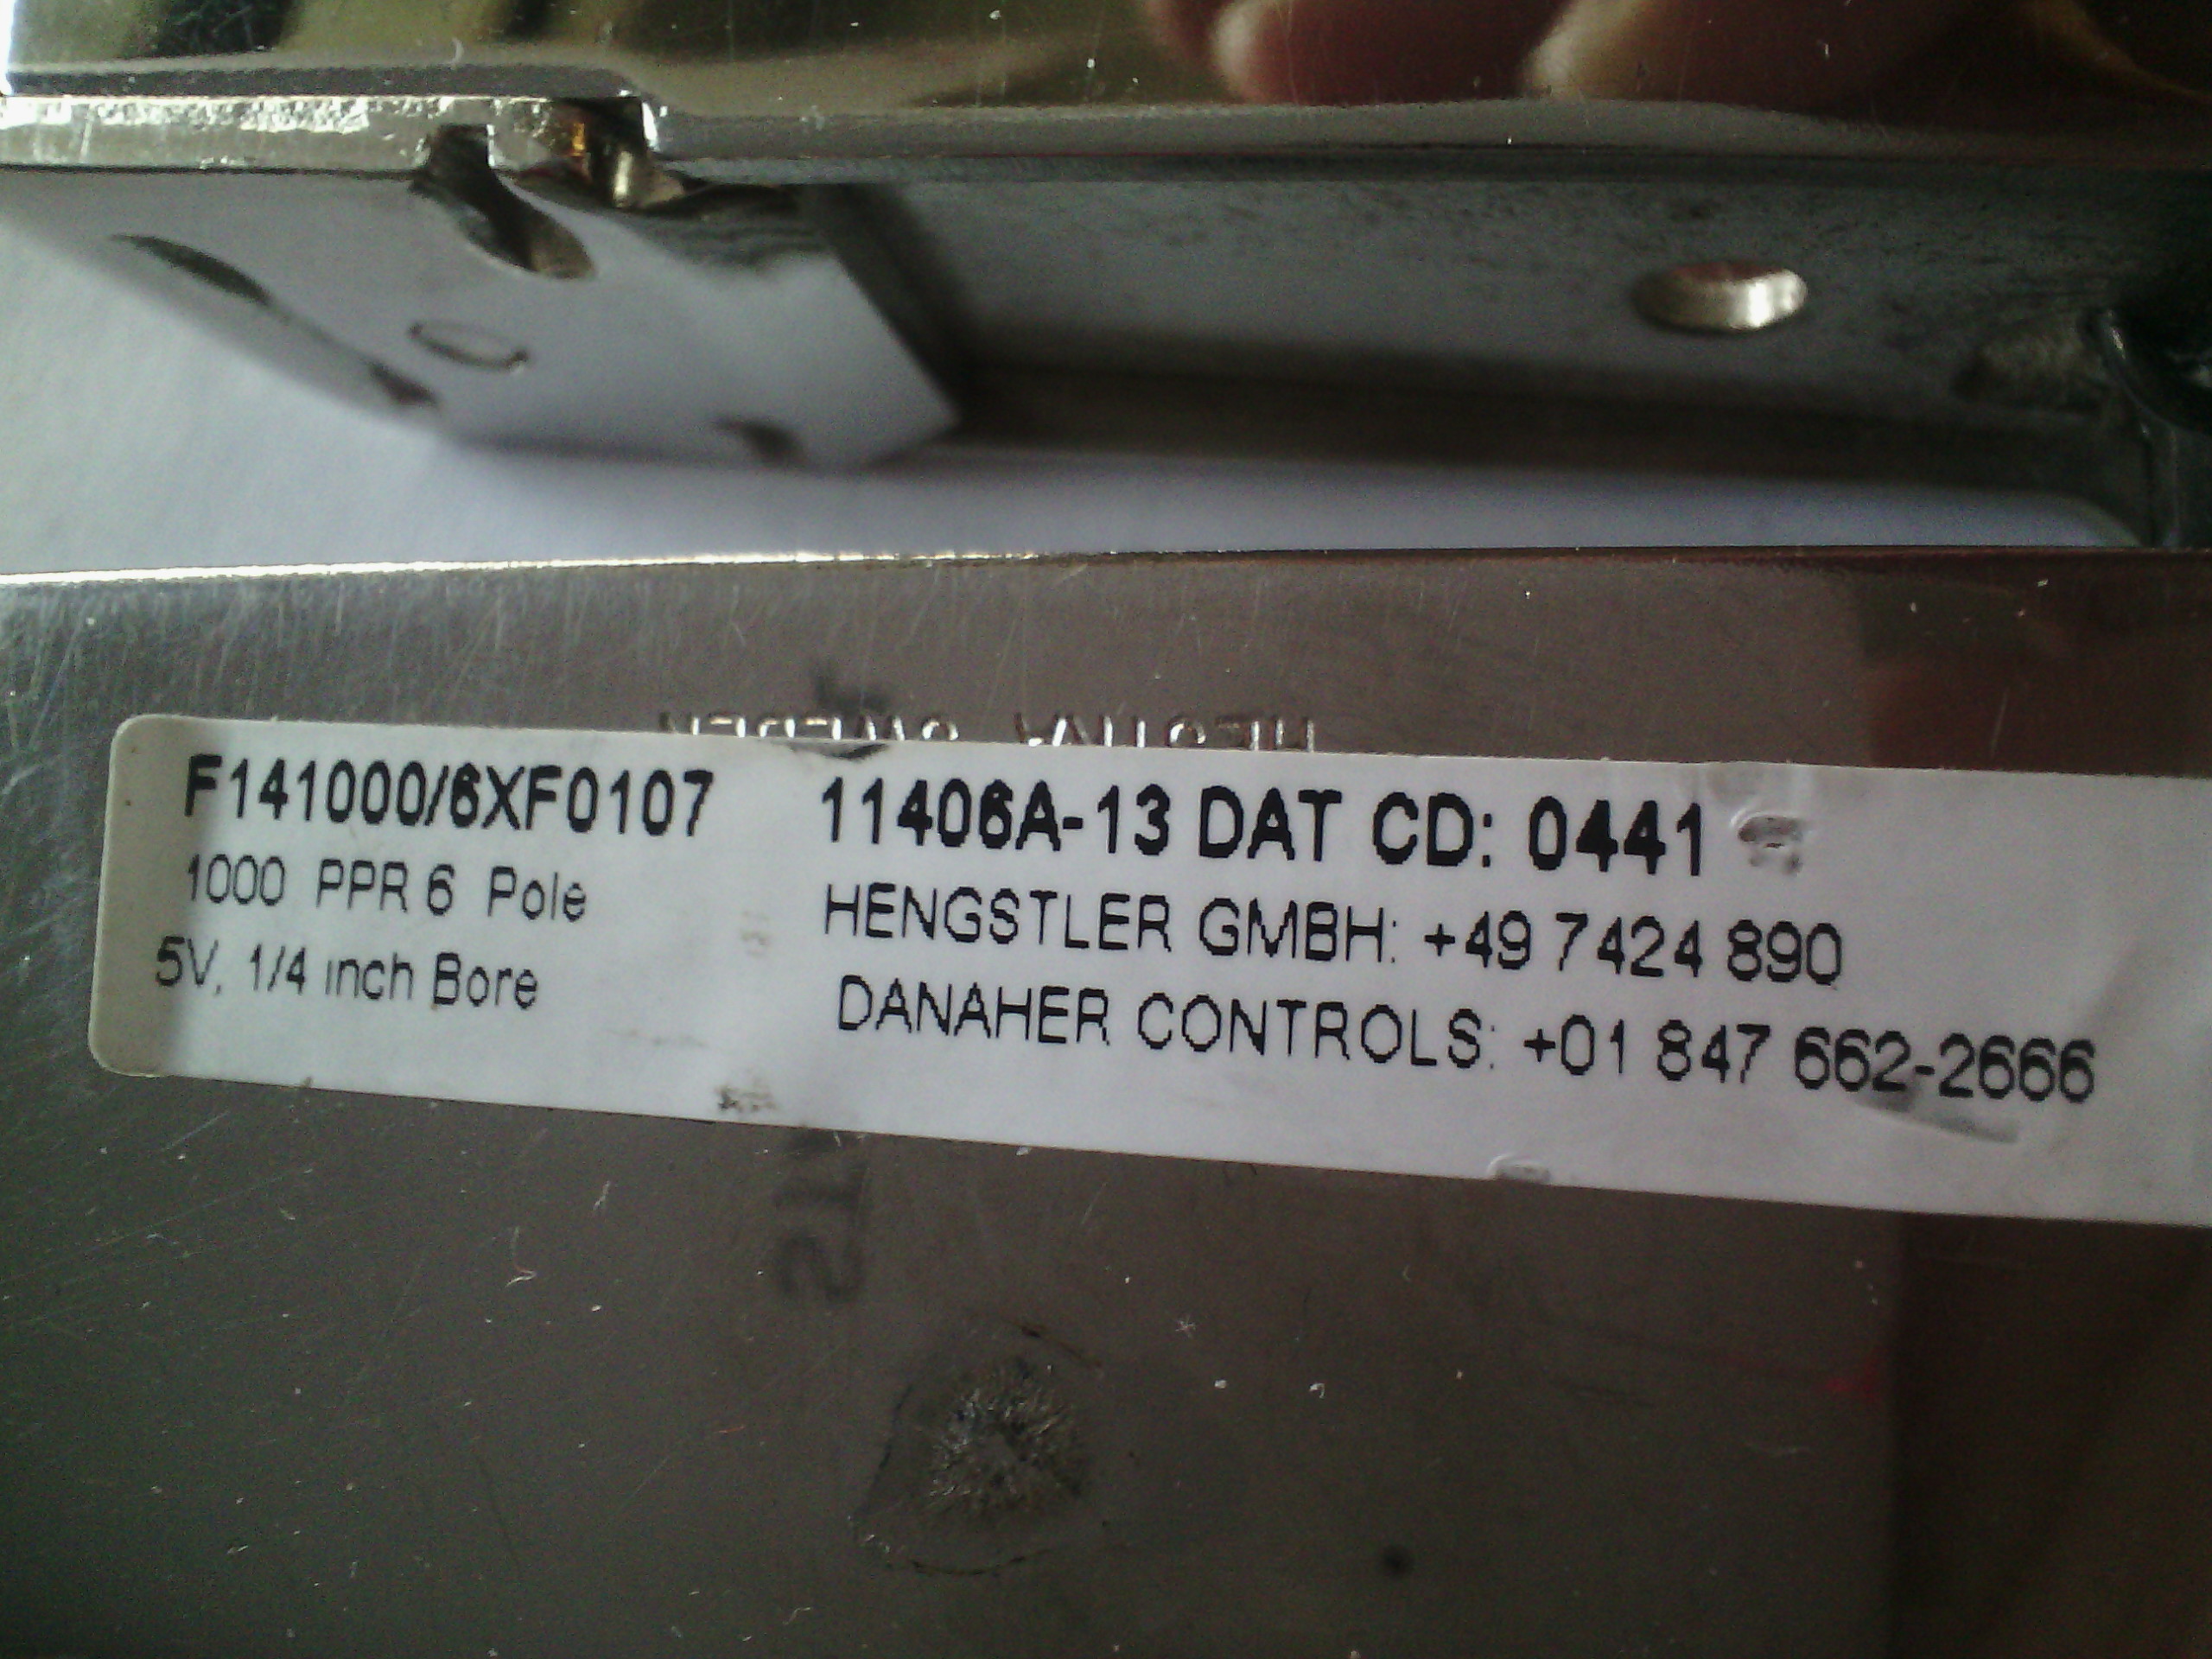 F141000/6XF0107
1000 PPR 6 Pole
5V, 1/4 inch Bore
11406A-13 DAT CD: 0441
HENGSTLER GMBH: +49 7424 890
DANAHER CONTROLS: +01 847 662-2666